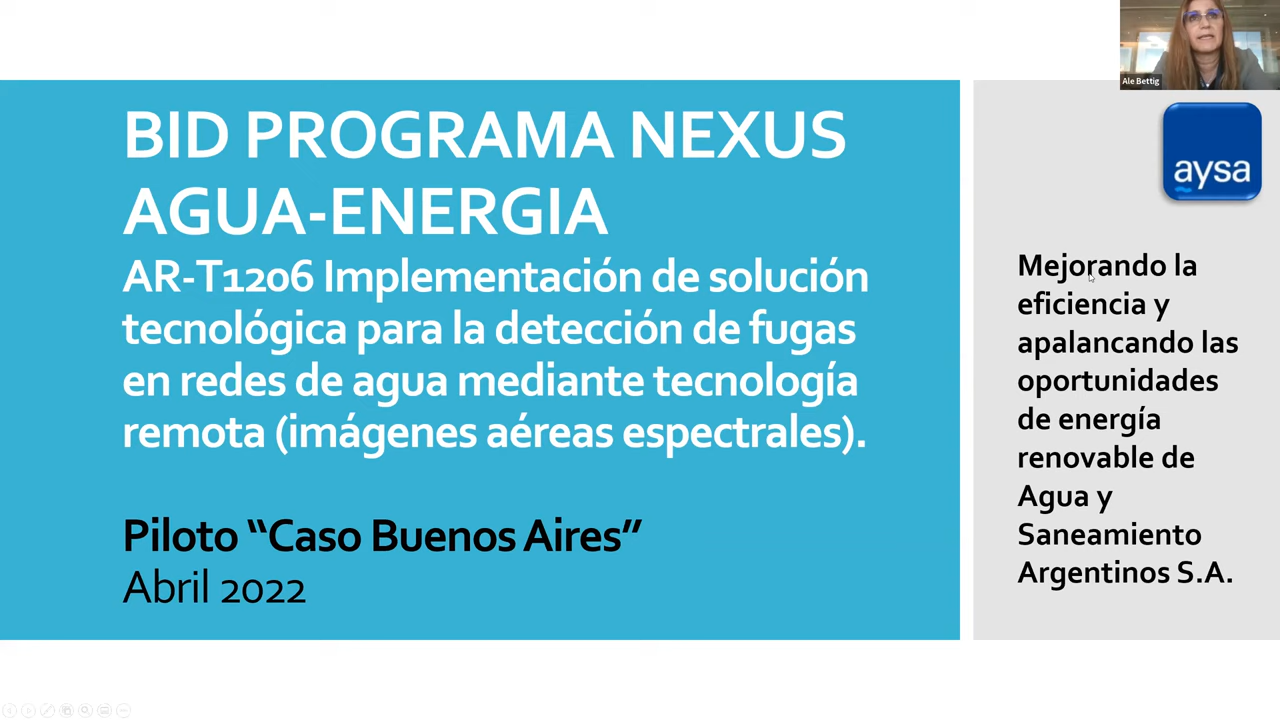 BID PROGRAMA NEXUS
AGUA-ENERGIA
AR-T1206 Implementación de solución
tecnológica para la detección de fugas
en redes de agua mediante tecnología
remota (imágenes aéreas espectrales).
Piloto “Caso Buenos Aires”
Abril 2022
Ale Bettig
aysa
Mejorando la
eficiencia y
apalancando las
oportunidades
de energía
renovable de
Agua y
Saneamiento
Argentinos S.A.